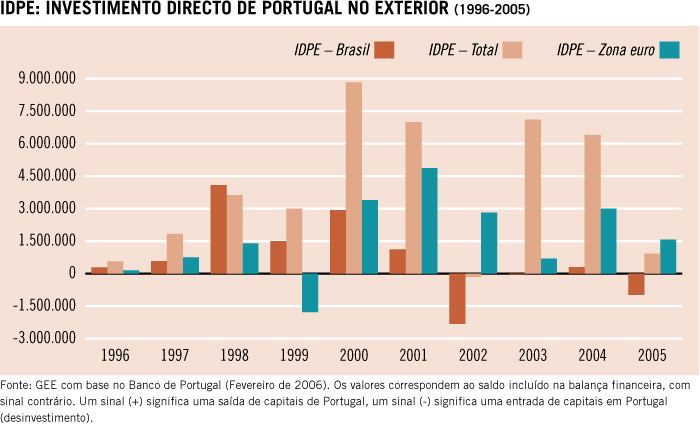 IDPE: INVESTIMENTO DIRECTO DE PORTUGAL NO EXTERIOR (1996-2005)
IDPE – Brasil IDPE – Total IDPE – Zona euro
9.000.000
7.500.000
6.000.000
4.500.000
3.000.000
1.500.000
0
-1.500.000
-3.000.000
1996 1997 1998 1999 2000 2001 2002 2003 2004 2005
Fonte: GEE com base no Banco de Portugal (Fevereiro de 2006). Os valores correspondem ao saldo incluído na balança financeira, com
sinal contrário. Um sinal (+) significa uma saída de capitais de Portugal, um sinal (-) significa uma entrada de capitais em Portugal
(desinvestimento).